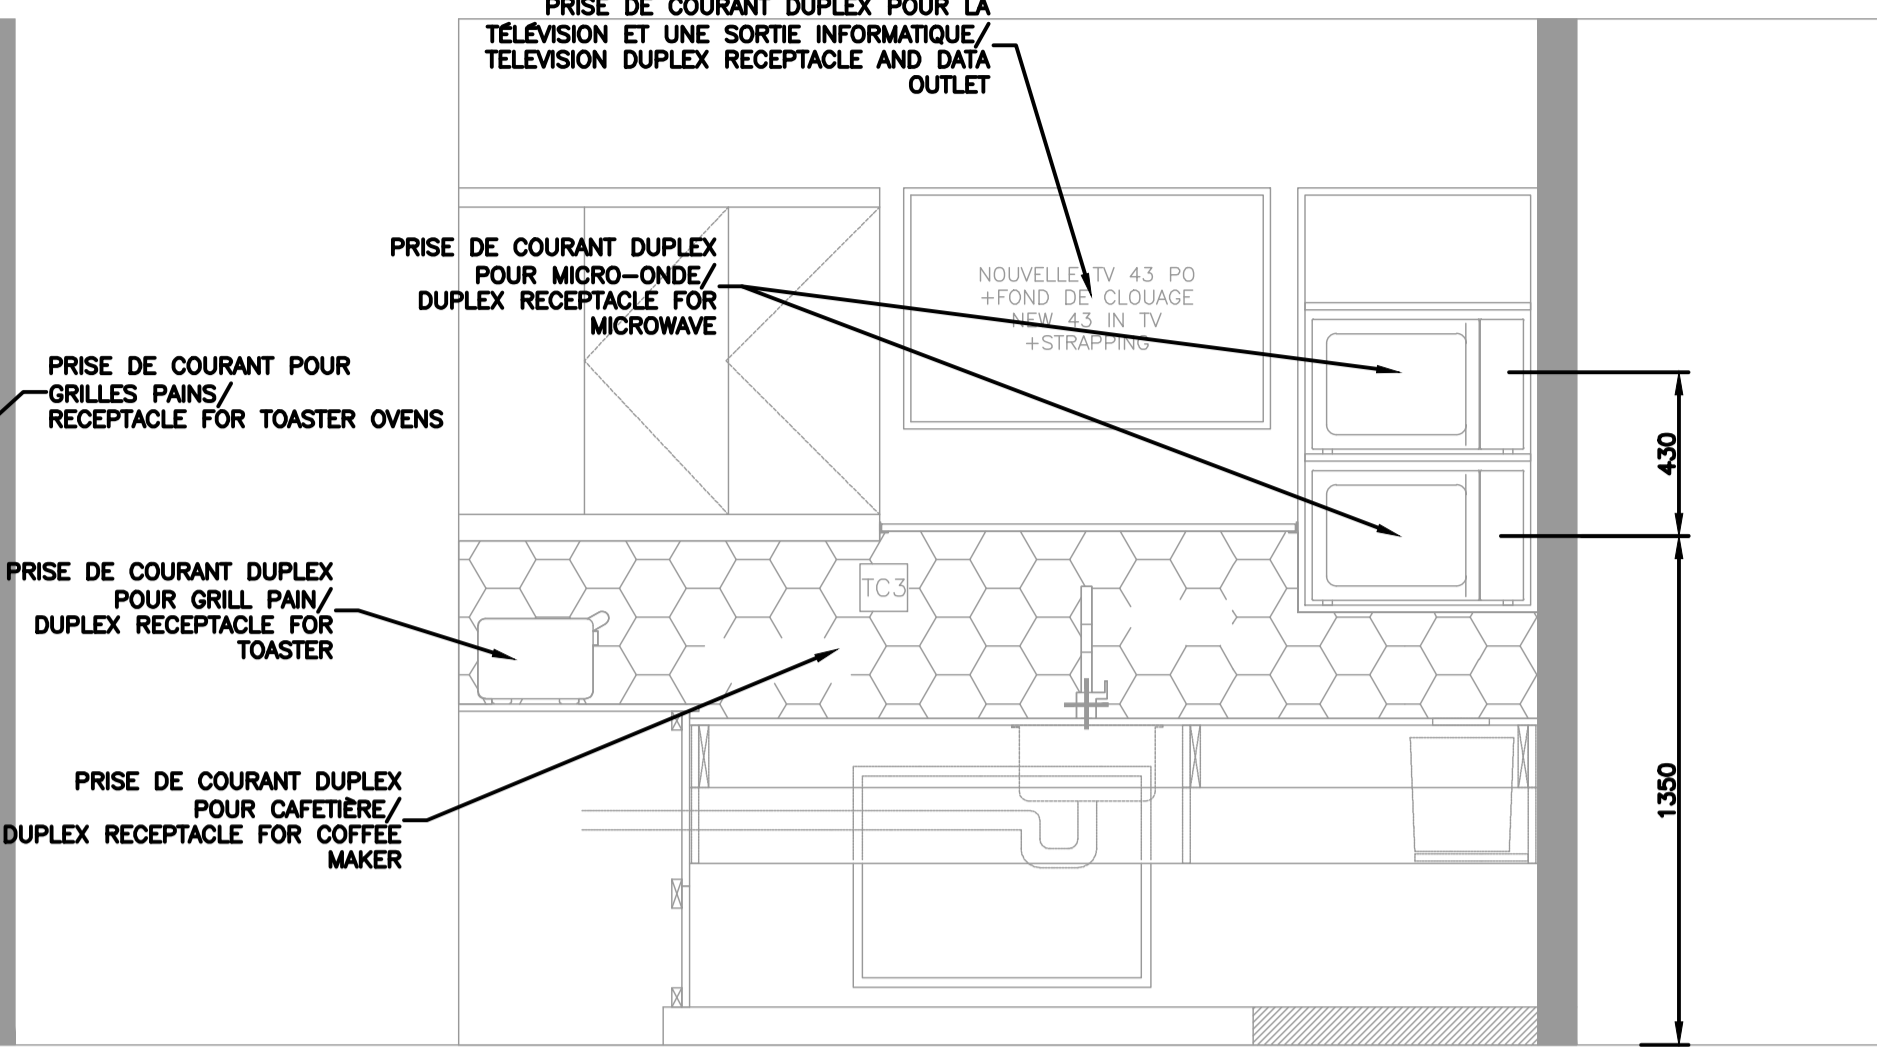 PRISE DE COURANT DUPLEX POUR LA
TÉLÉVISION ET UNE SORTIE INFORMATIQUE/
TELEVISION DUPLEX RECEPTACLE AND DATA
OUTLET
PRISE DE COURANT DUPLEX
POUR MICRO-ONDE/
DUPLEX RECEPTACLE FOR
MICROWAVE
NOUVELLE TV 43 PO
+FOND DE CLOUAGE
NEW 43 IN TV
+STRAPPING
PRISE DE COURANT POUR
GRILLES PAINS/
RECEPTACLE FOR TOASTER OVENS
430
PRISE DE COURANT DUPLEX
POUR GRILL PAIN/
DUPLEX RECEPTACLE FOR
TOASTER
TC3
PRISE DE COURANT DUPLEX
POUR CAFETIÈRE/
DUPLEX RECEPTACLE FOR COFFEE
MAKER
1350